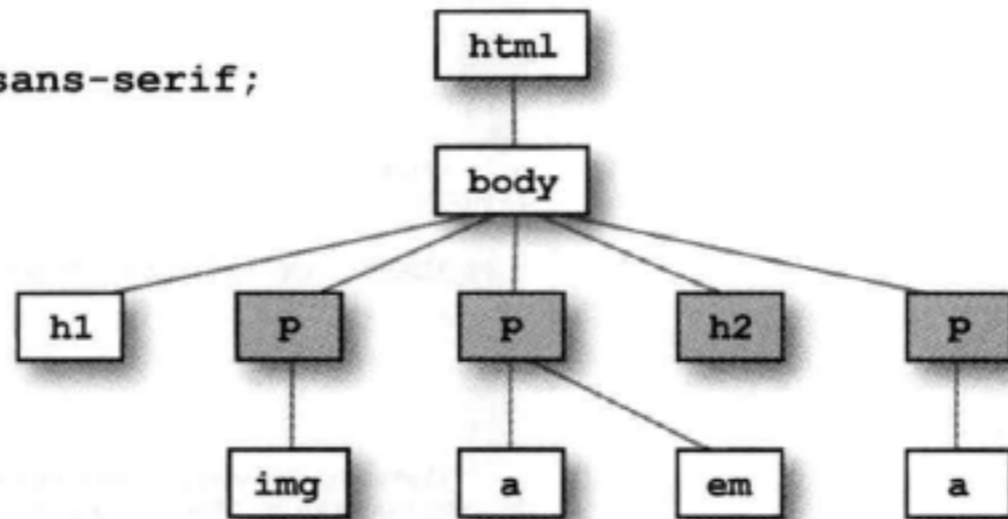 html
sans-serif;
body
h1 p p h2 p
img a em a